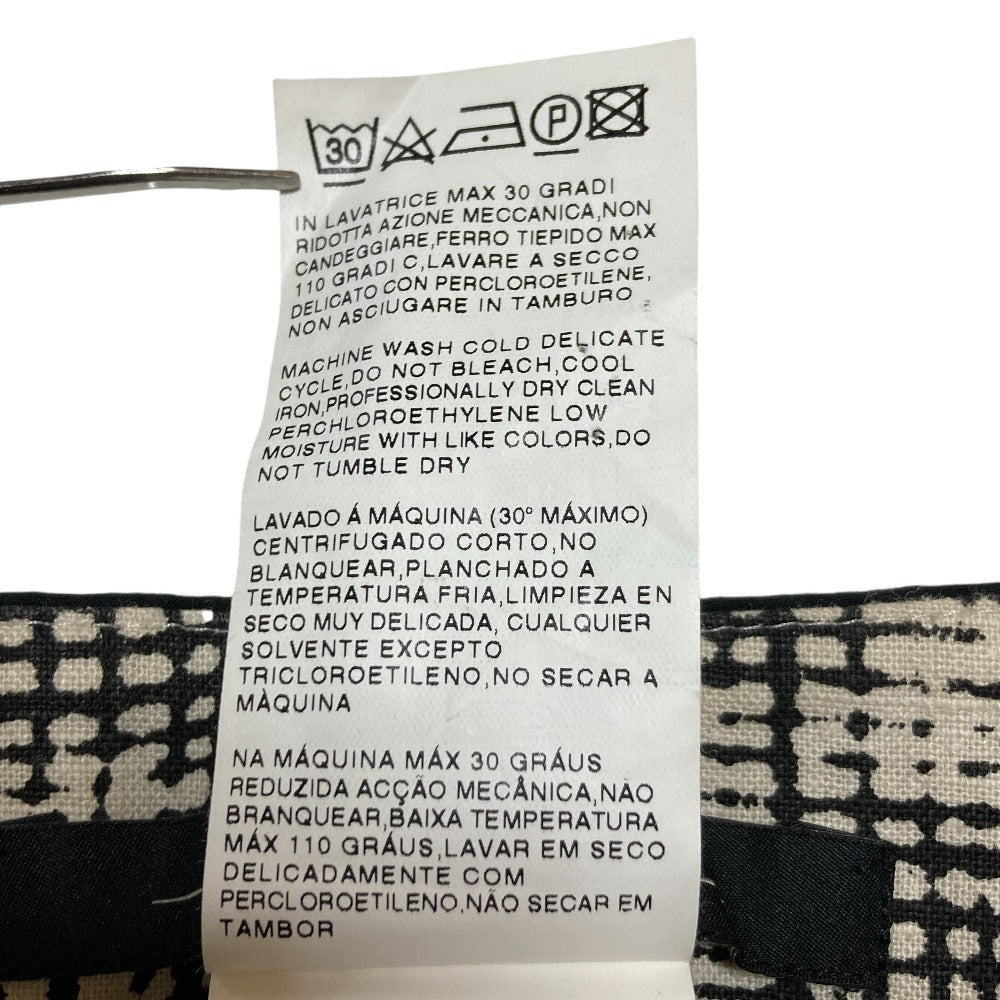 30
P
IN LAVATRICE MAX 30 GRADI
RIDOTTA AZIONE MECCANICA,NON
CANDEGGIARE,FERRO TIEPIDO MAX
110 GRADI C,LAVARE A SECCO
DELICATO CON PERCLOROETILENE,
NON ASCIUGARE IN TAMBURO
MACHINE WASH COLD DELICATE
CYCLE,DO NOT BLEACH,COOL
IRON,PROFESSIONALLY DRY CLEAN
PERCHLOROETHYLENE LOW
MOISTURE WITH LIKE COLORS,DO
NOT TUMBLE DRY
LAVADO Á MÁQUINA (30º MÁXIMO)
CENTRIFUGADO CORTO,NO
BLANQUEAR,PLANCHADO A
TEMPERATURA FRIA,LIMPIEZA EN
SECO MUY DELICADA, CUALQUIER
SOLVENTE EXCEPTO
TRICLOROETILENO,NO SECAR A
MÀQUINA
NA MÁQUINA MÁX 30 GRÁUS
REDUZIDA ACÇÃO MECÂNICA,NÃO
BRANQUEAR,BAIXA TEMPERATURA
MÁX 110 GRÁUS,LAVAR EM SECO
DELICADAMENTE COM
PERCLOROETILENO,NÃO SECAR EM
TAMBOR